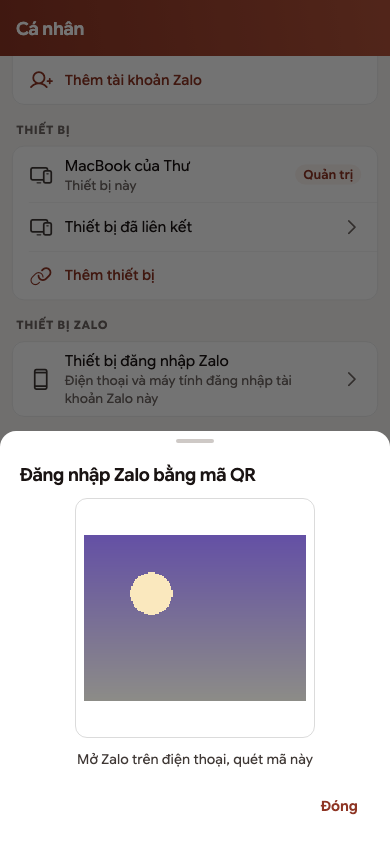 Cá nhân
Thêm tài khoản Zalo
THIẾT BỊ
MacBook của Thư
Thiết bị này
Quản trị
Thiết bị đã liên kết
Thêm thiết bị
THIẾT BỊ ZALO
Thiết bị đăng nhập Zalo
Điện thoại và máy tính đăng nhập tài
khoản Zalo này
Đăng nhập Zalo bằng mã QR
Mở Zalo trên điện thoại, quét mã này
Đóng